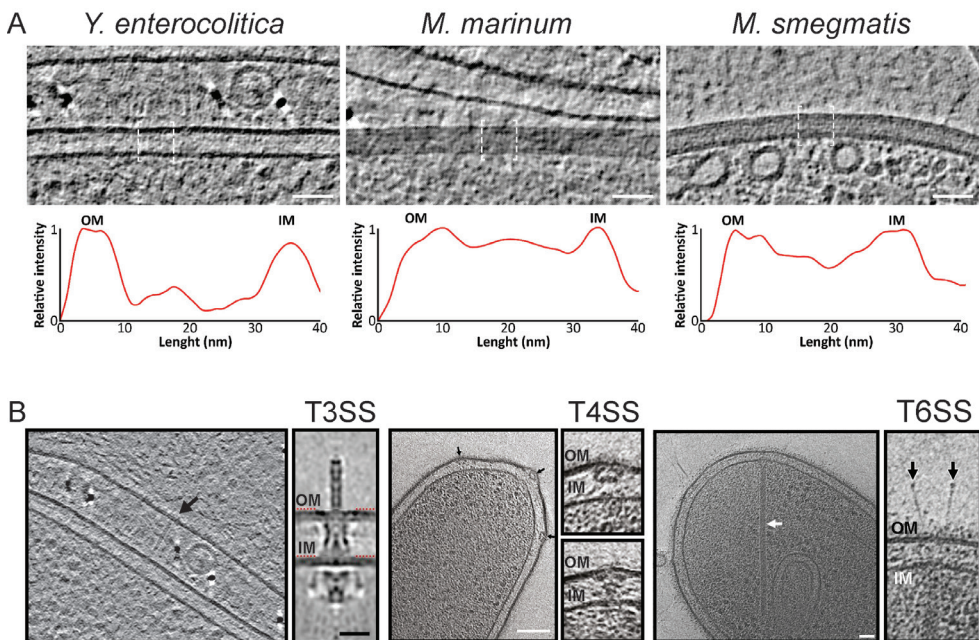 A
Y. enterocolitica
M. marinum
M. smegmatis
OM
IM
Relative intensity
1
0
0
10
20
30
40
Lenght (nm)
OM
IM
Relative intensity
1
0
0
10
20
30
40
Lenght (nm)
OM
IM
Relative intensity
1
0
0
10
20
30
40
Lenght (nm)
B
T3SS
T4SS
T6SS
OM
IM
OM
IM
OM
IM
OM
IM